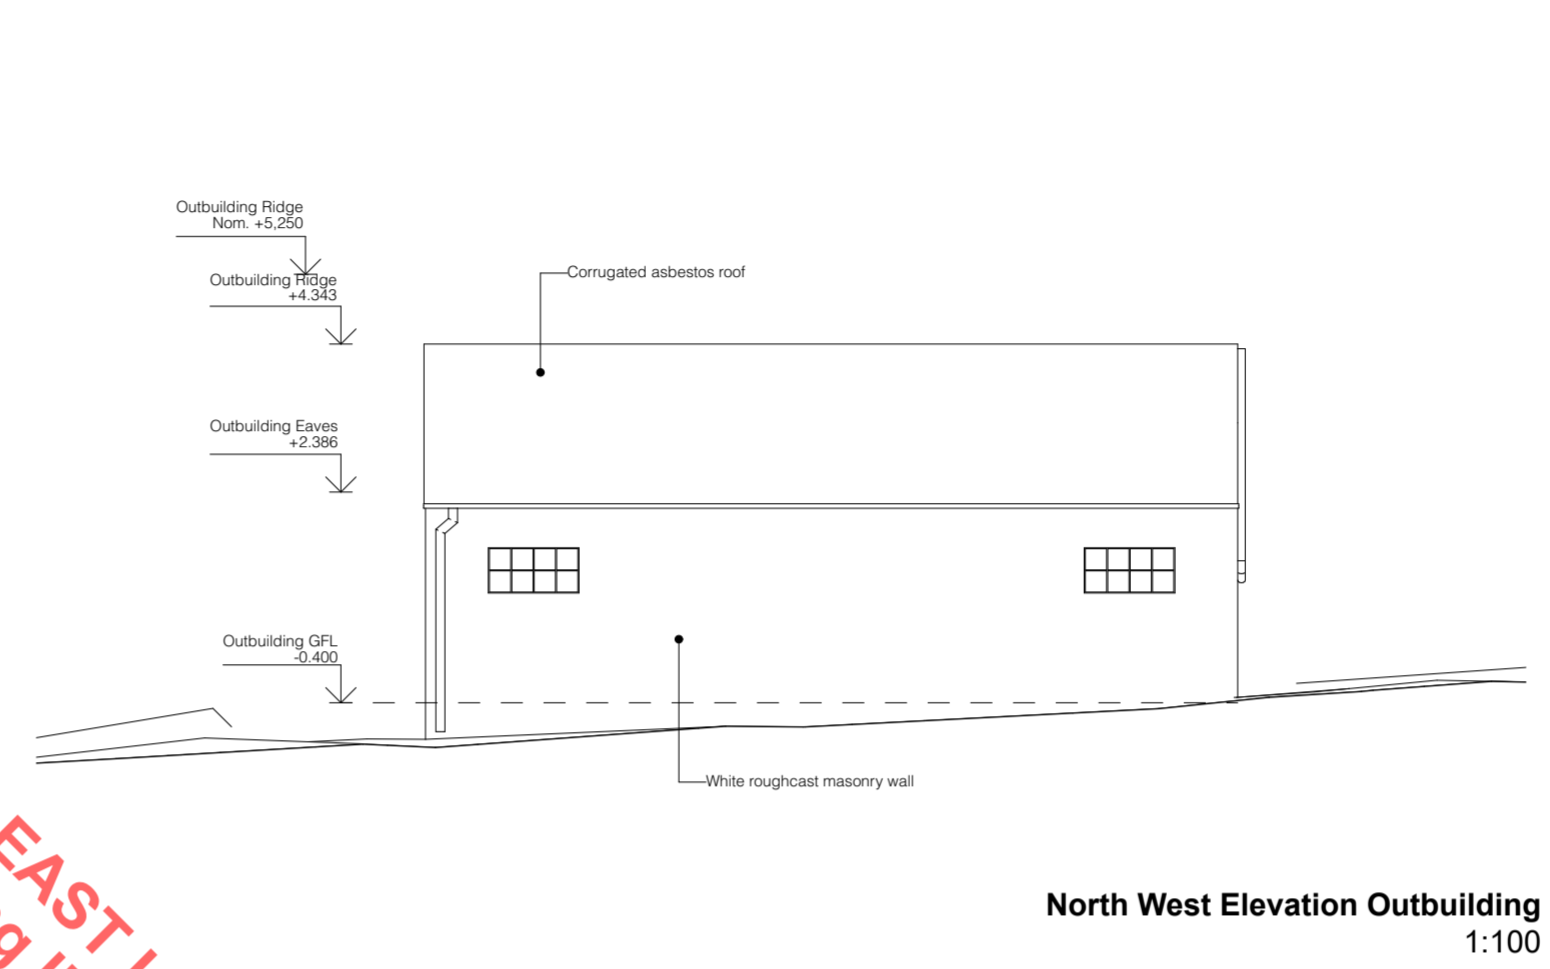 Outbuilding Ridge
Nom. +5,250
Outbuilding Ridge
+4.343
Corrugated asbestos roof
Outbuilding Eaves
+2.386
Outbuilding GFL
-0.400
White roughcast masonry wall
EAST
North West Elevation Outbuilding
1:100